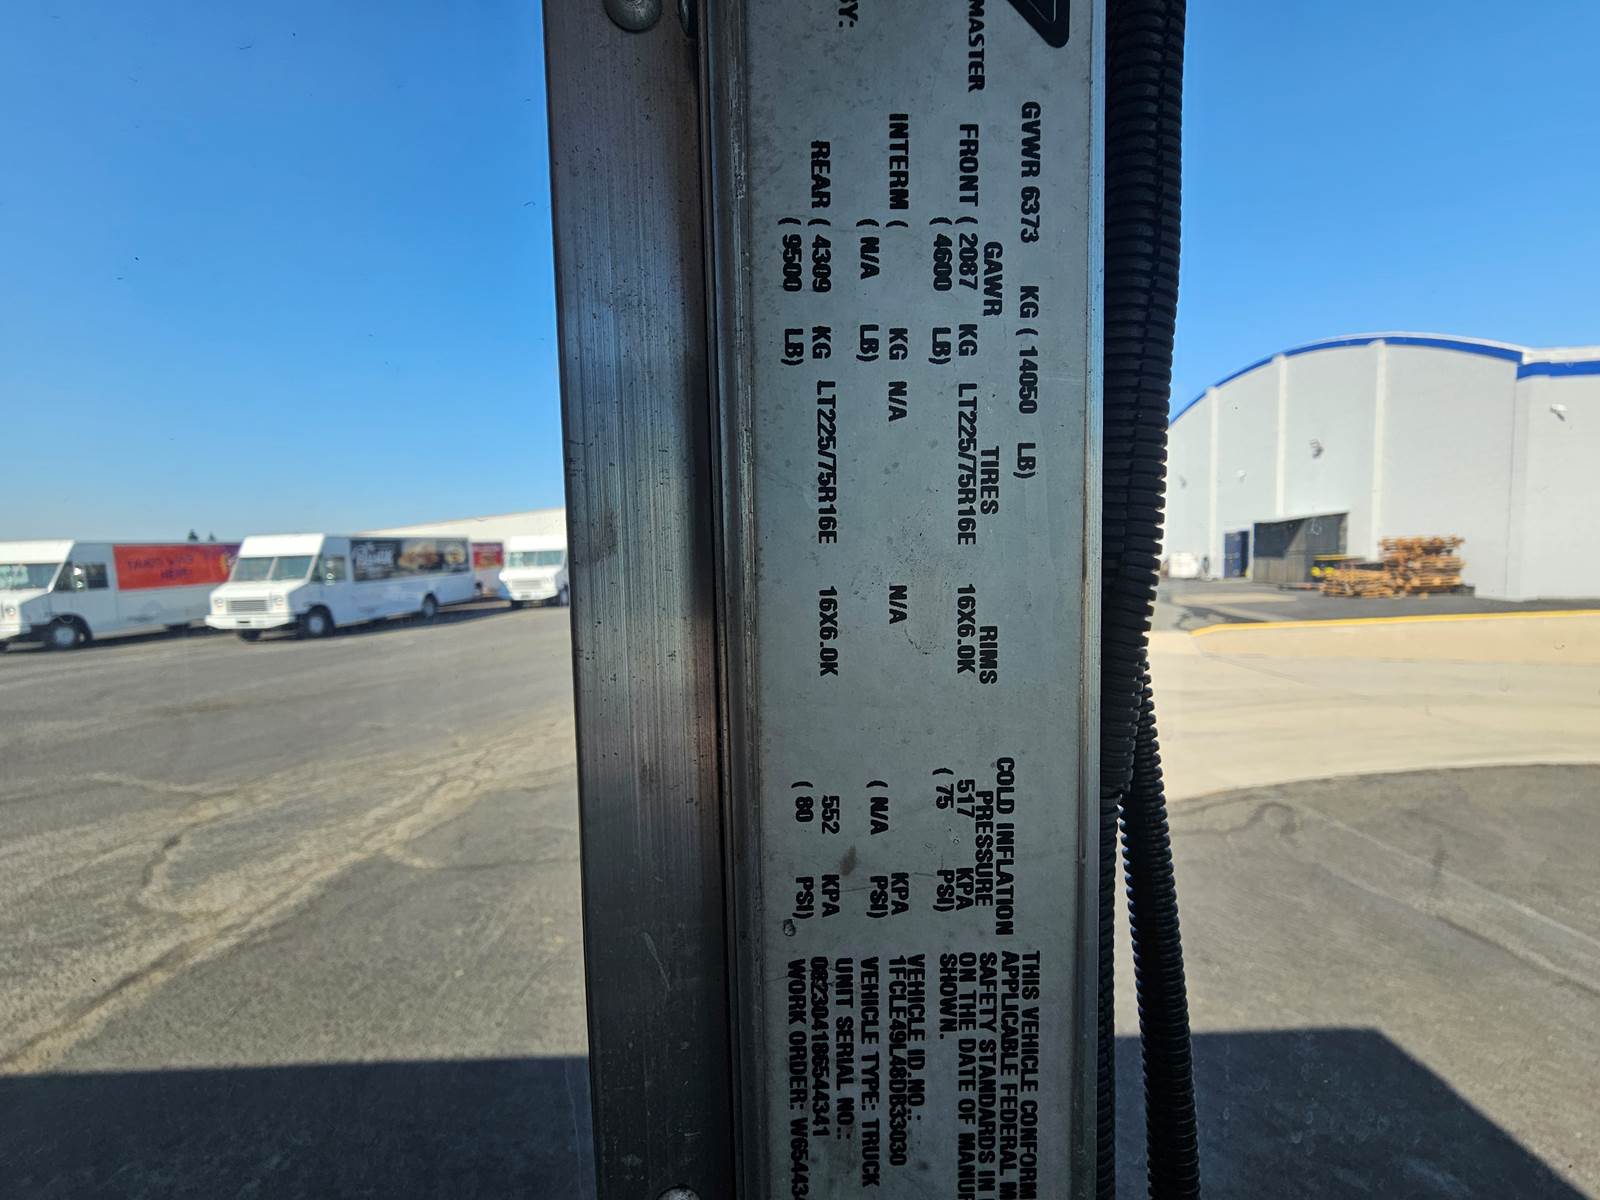 MASTER
GVWR 6373 KG ( 14050 LB)
GAWR TIRES RIMS COLD INFLATION PRESSURE
FRONT ( 2087 KG LT225/75R16E 16X6.0K 517 KPA
( 4600 LB) ( 75 PSI)
INTERM ( KG N/A N/A KPA
( N/A LB) ( N/A PSI)
REAR ( 4309 KG LT225/75R16E 16X6.0K 552 KPA
( 9500 LB) ( 80 PSI)
THIS VEHICLE CONFORM
APPLICABLE FEDERAL M
SAFETY STANDARDS IN
ON THE DATE OF MANUF
SHOWN.
VEHICLE ID.NO.:
1FCLE49LA8DB33030
VEHICLE TYPE: TRUCK
UNIT SERIAL NO.:
082304186544341
WORK ORDER: W65443